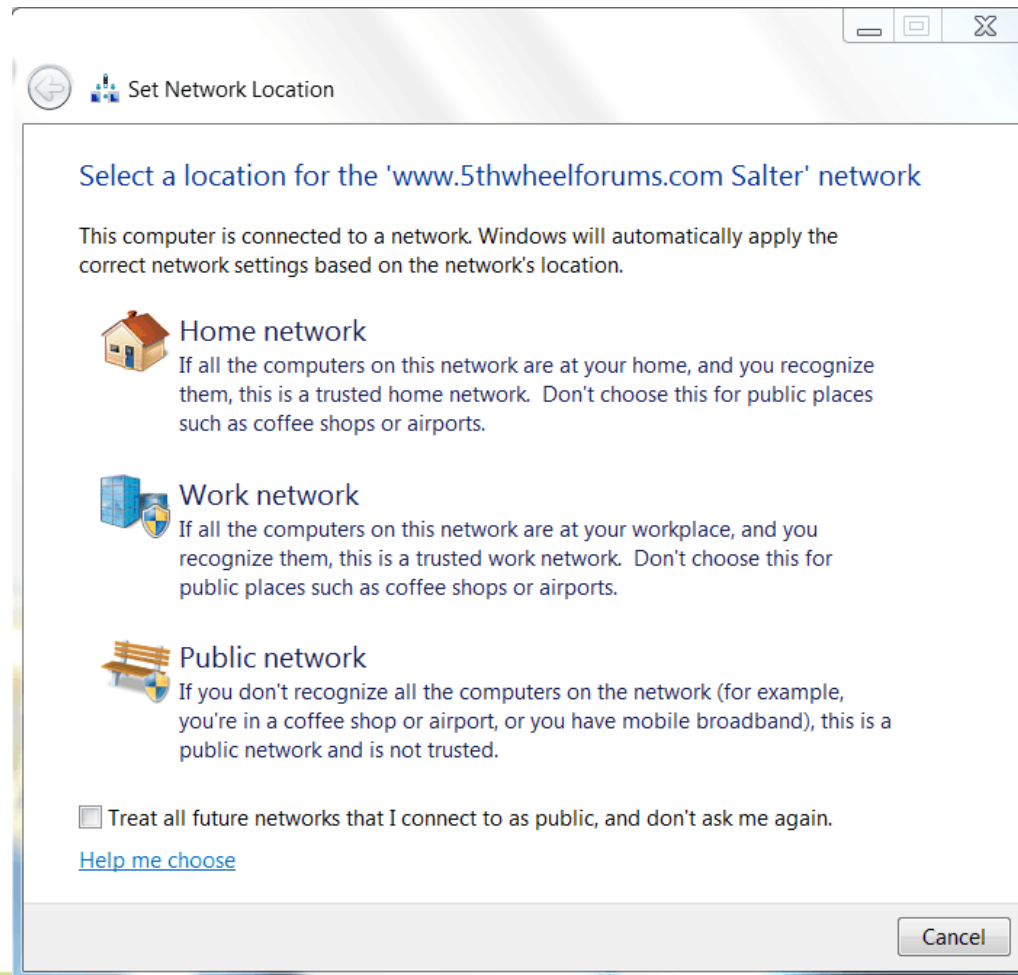 Set Network Location
Select a location for the 'www.5thwheelforums.com Salter' network
This computer is connected to a network. Windows will automatically apply the
correct network settings based on the network's location.
Home network
If all the computers on this network are at your home, and you recognize
them, this is a trusted home network.  Don't choose this for public places
such as coffee shops or airports.
Work network
If all the computers on this network are at your workplace, and you
recognize them, this is a trusted work network.  Don't choose this for
public places such as coffee shops or airports.
Public network
If you don't recognize all the computers on the network (for example,
you're in a coffee shop or airport, or you have mobile broadband), this is a
public network and is not trusted.
Treat all future networks that I connect to as public, and don't ask me again.
Help me choose
Cancel